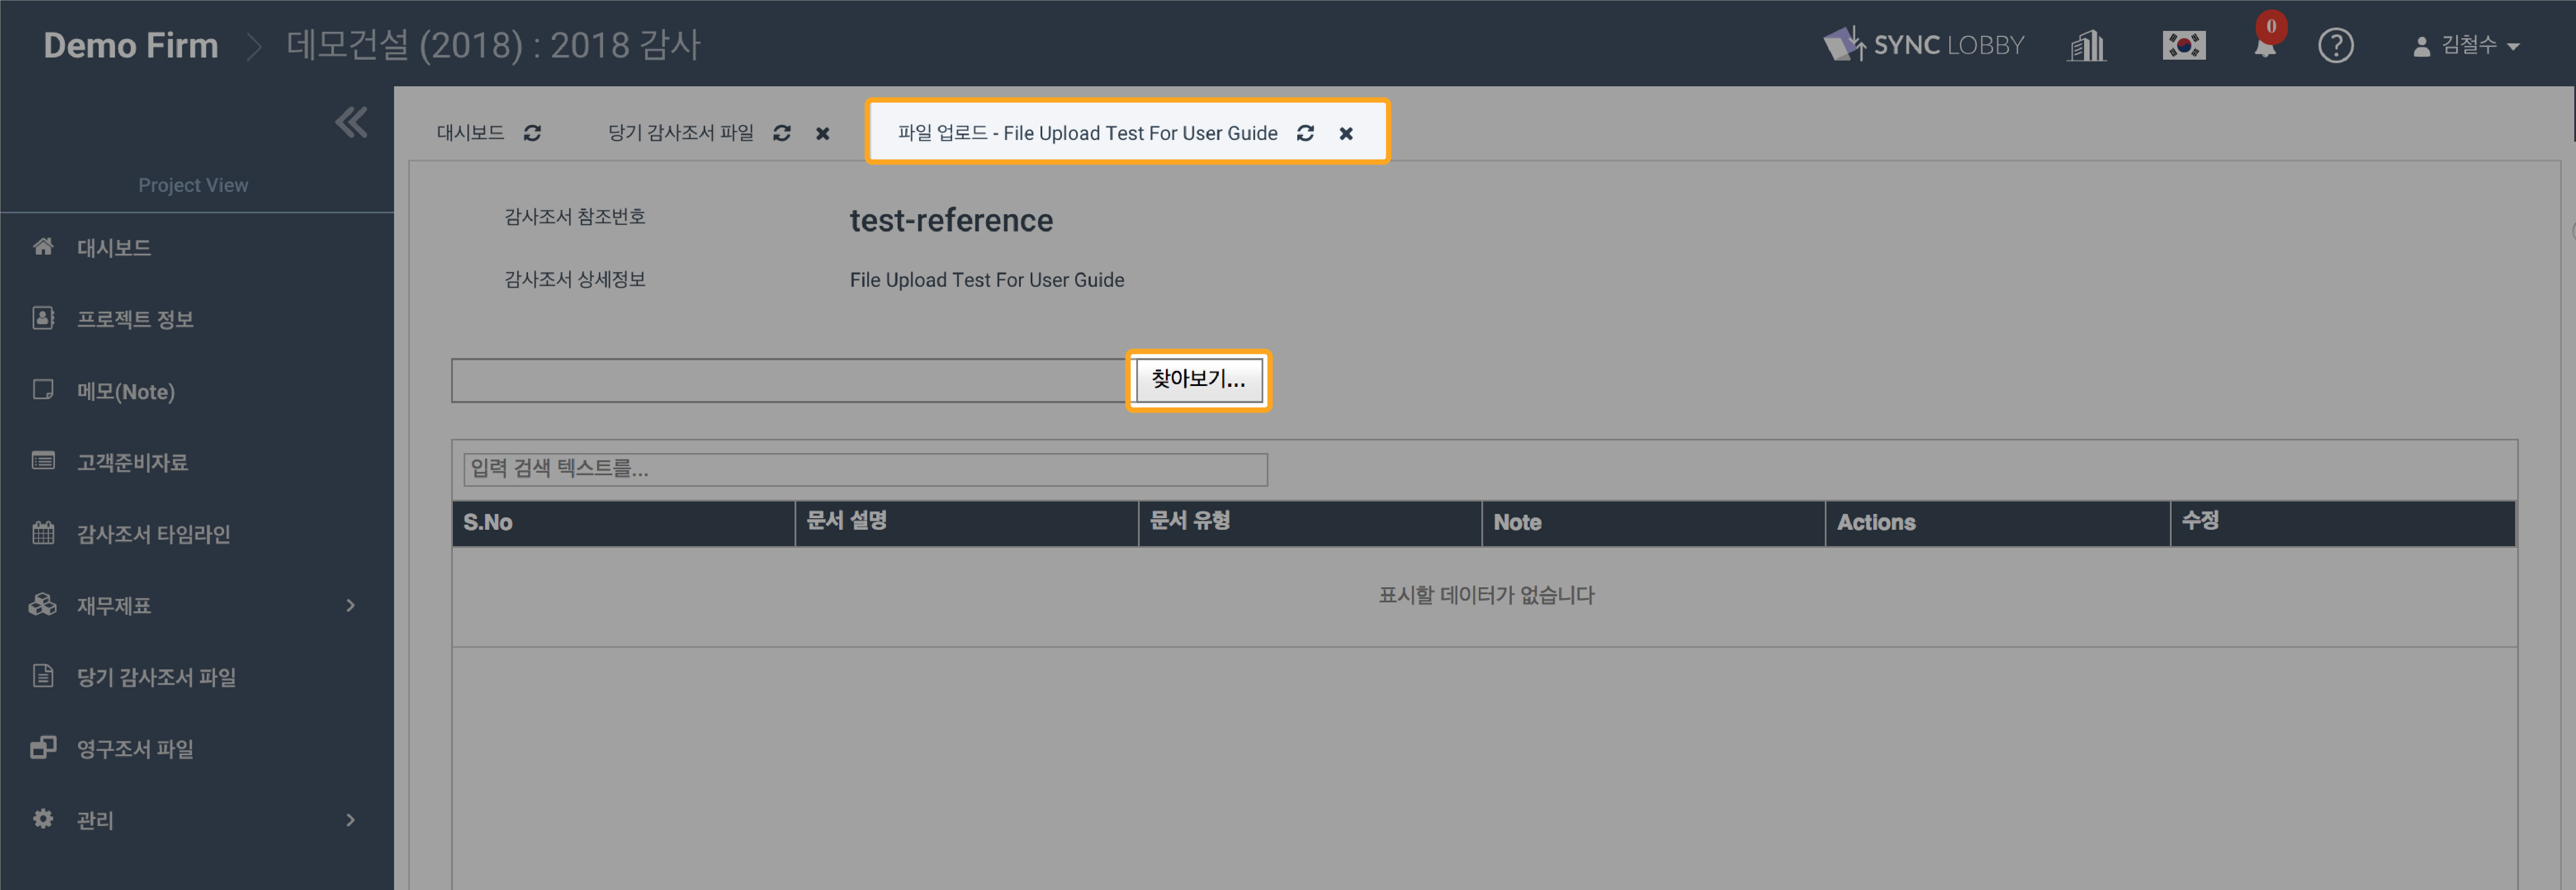 Demo Firm
데모건설 (2018) : 2018 감사
SYNC LOBBY
0
?
김철수
Project View
대시보드
프로젝트 정보
메모(Note)
고객준비자료
감사조서 타임라인
재무제표
당기 감사조서 파일
영구조서 파일
관리
대시보드
당기 감사조서 파일
파일 업로드 - File Upload Test For User Guide
감사조서 참조번호
test-reference
감사조서 상세정보
File Upload Test For User Guide
찾아보기...
입력 검색 텍스트를...
S.No
문서 설명
문서 유형
Note
Actions
수정
표시할 데이터가 없습니다